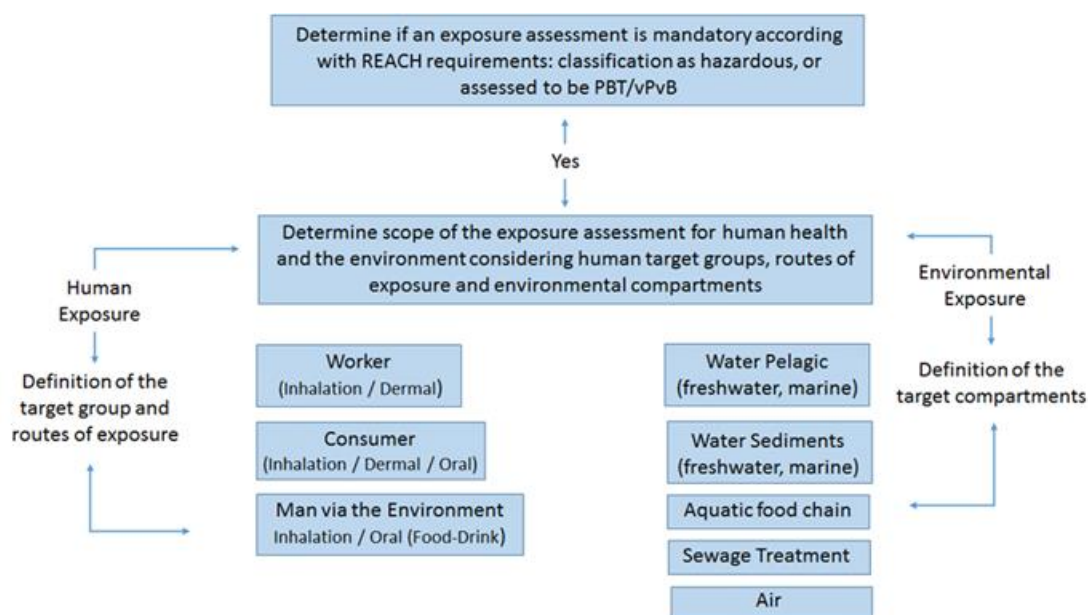 Determine if an exposure assessment is mandatory according
with REACH requirements: classification as hazardous, or
assessed to be PBT/vPvB
Yes
Determine scope of the exposure assessment for human health
and the environment considering human target groups, routes
of exposure and environmental compartments
Human
Exposure
Definition of the
target group and
routes of exposure
Worker
(Inhalation / Dermal)
Consumer
(Inhalation / Dermal / Oral)
Man via the Environment
Inhalation / Oral (Food-Drink)
Environmental
Exposure
Definition of the
target compartments
Water Pelagic
(freshwater, marine)
Water Sediments
(freshwater, marine)
Aquatic food chain
Sewage Treatment
Air